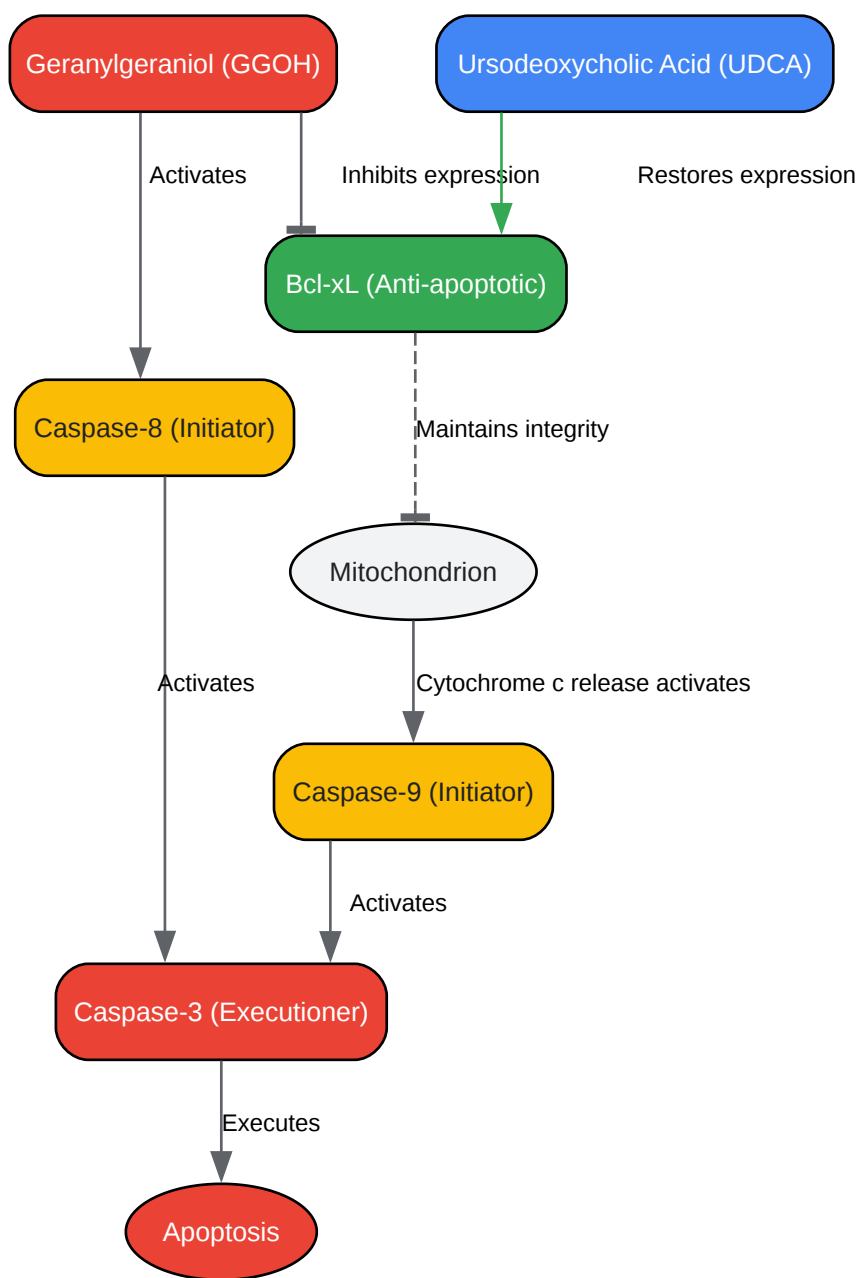 Geranylgeraniol (GGOH)
Ursodeoxycholic Acid (UDCA)
Activates
Inhibits expression
Restores expression
Bcl-xL (Anti-apoptotic)
Caspase-8 (Initiator)
Maintains integrity
Mitochondrion
Activates
Cytochrome c release activates
Caspase-9 (Initiator)
Activates
Caspase-3 (Executioner)
Executes
Apoptosis